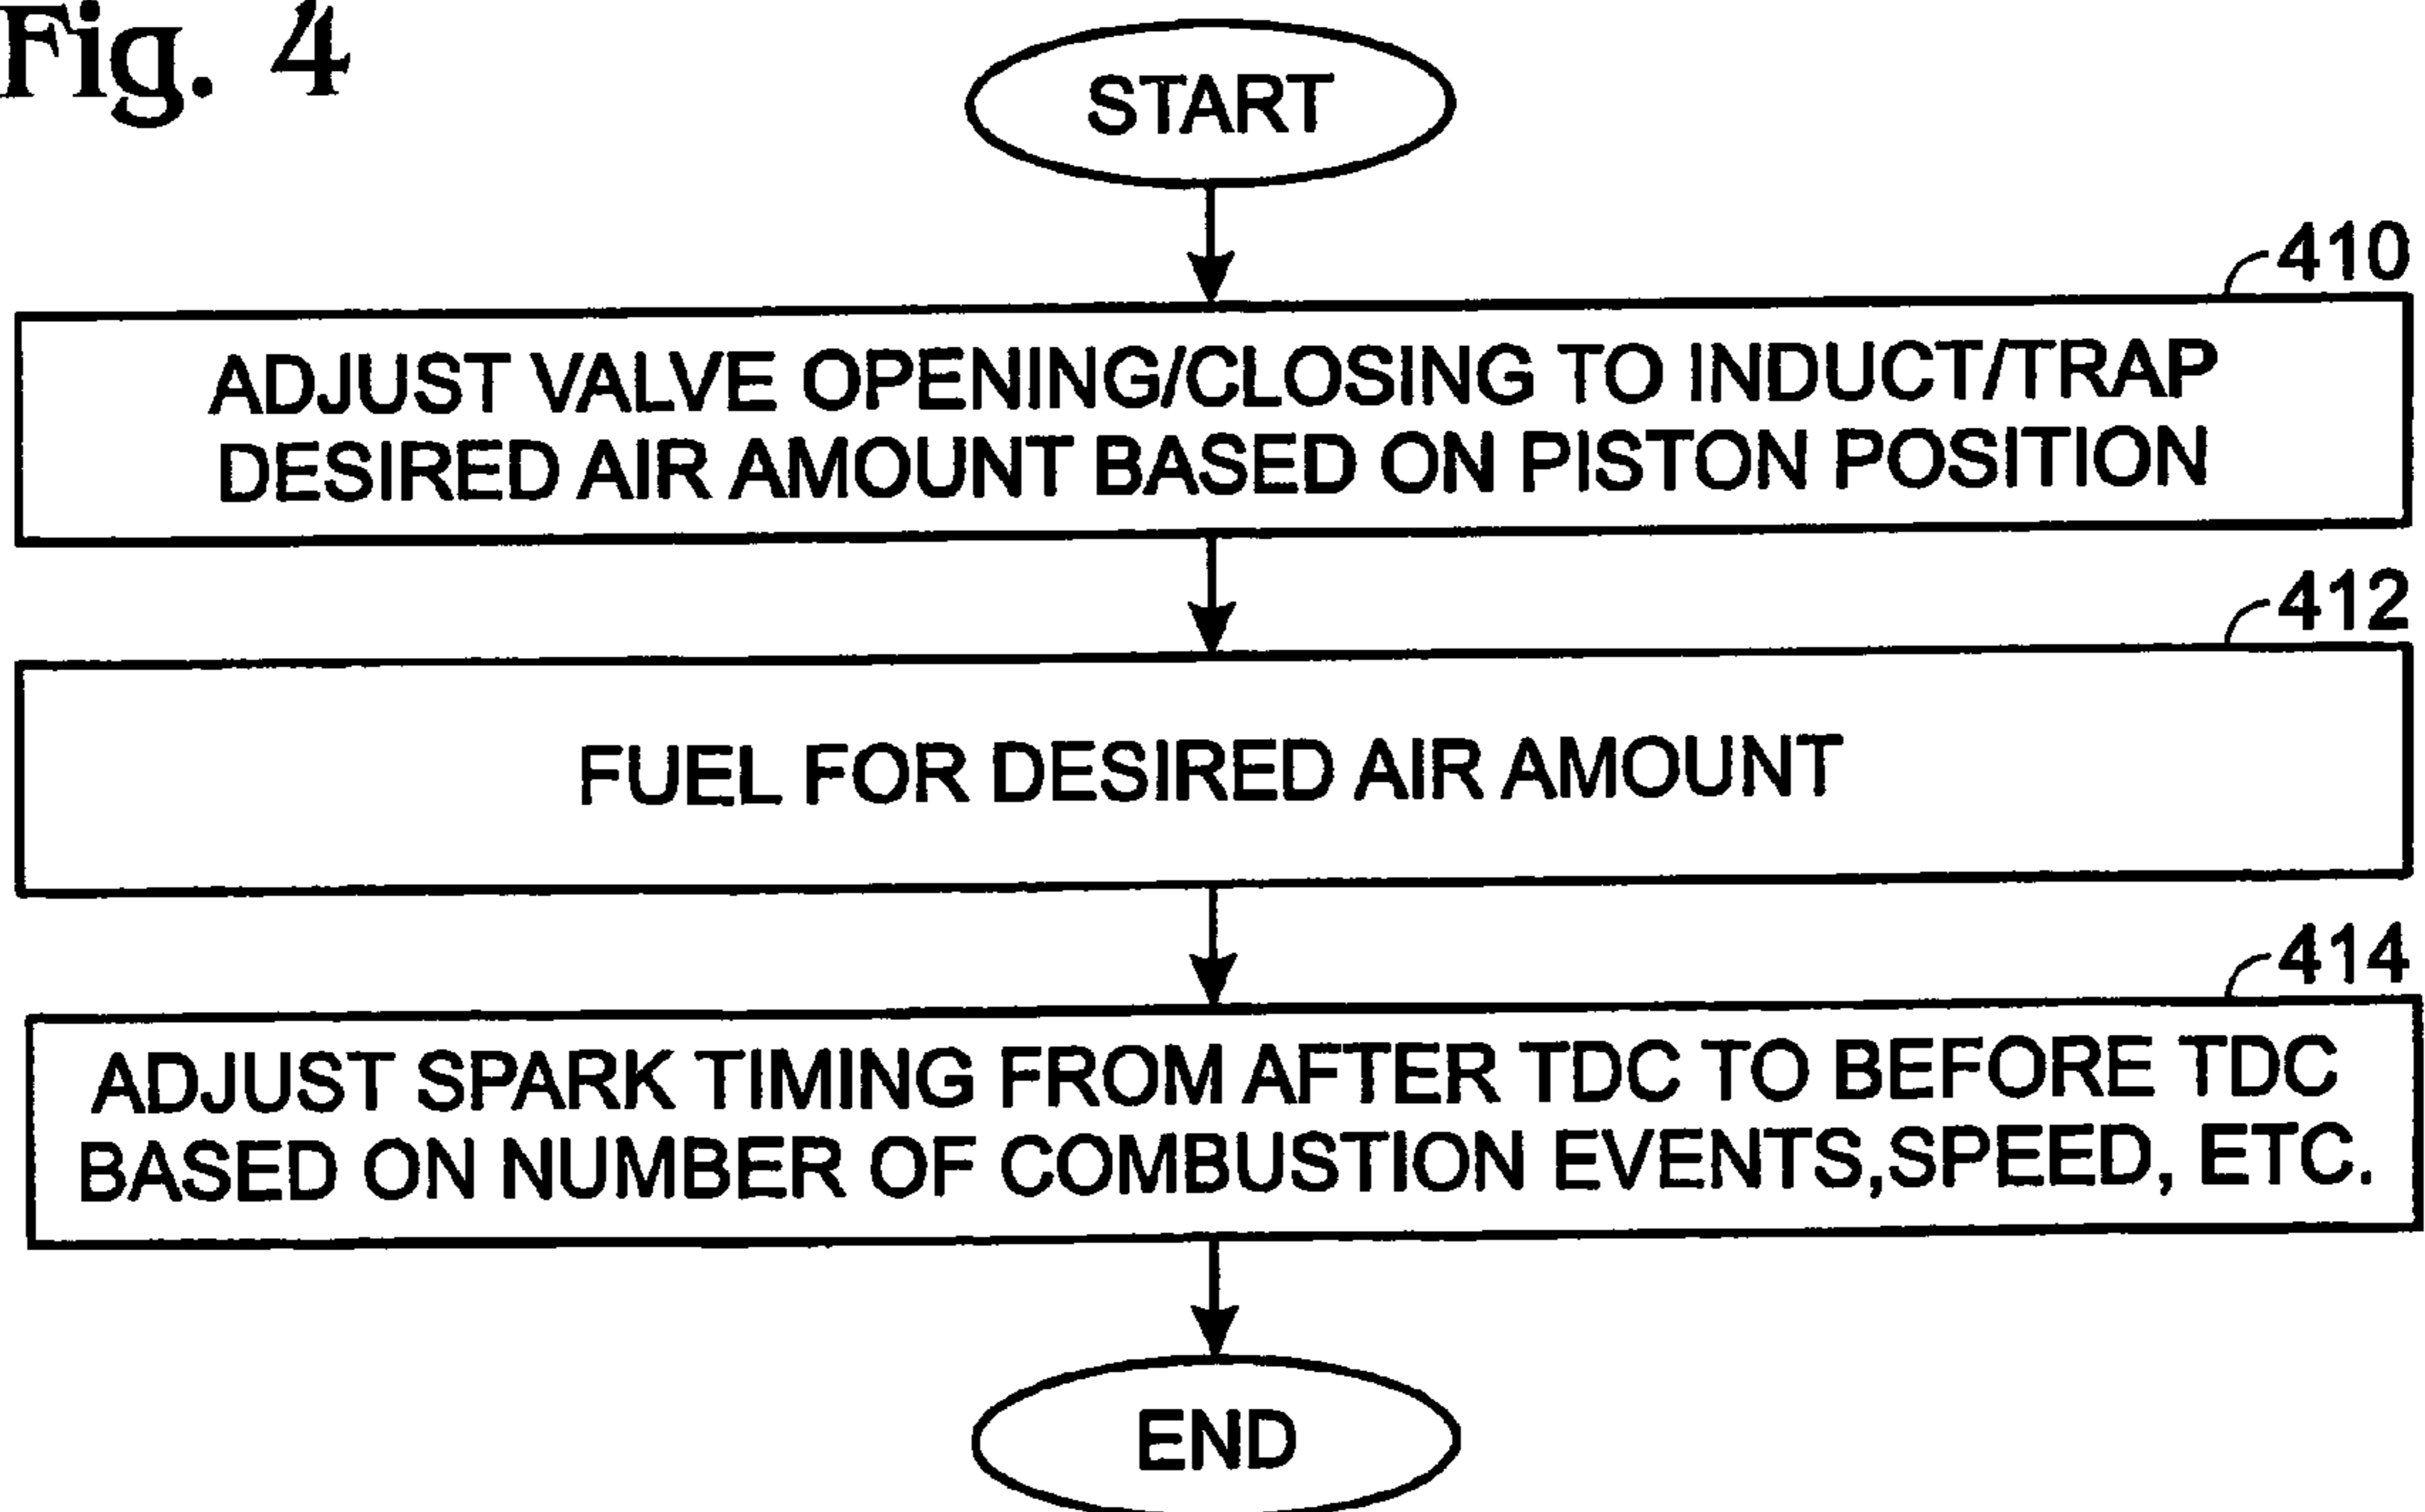 Fig. 4
START
410
ADJUST VALVE OPENING/CLOSING TO INDUCT/TRAP
DESIRED AIR AMOUNT BASED ON PISTON POSITION
412
FUEL FOR DESIRED AIR AMOUNT
414
ADJUST SPARK TIMING FROM AFTER TDC TO BEFORE TDC
BASED ON NUMBER OF COMBUSTION EVENTS,SPEED, ETC.
END